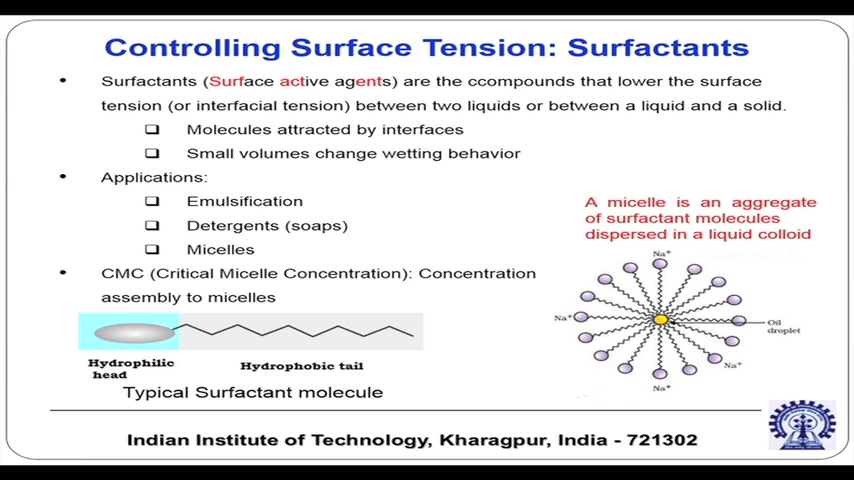 Controlling Surface Tension: Surfactants
• Surfactants (Surface active agents) are the ccompounds that lower the surface
tension (or interfacial tension) between two liquids or between a liquid and a solid.
❑ Molecules attracted by interfaces
❑ Small volumes change wetting behavior
• Applications:
❑ Emulsification
❑ Detergents (soaps)
❑ Micelles
• CMC (Critical Micelle Concentration): Concentration
assembly to micelles
Hydrophilic
head
Hydrophobic tail
Typical Surfactant molecule
A micelle is an aggregate
of surfactant molecules
dispersed in a liquid colloid
Na+
Na+
Oil
droplet
Na+
Na+
Indian Institute of Technology, Kharagpur, India - 721302